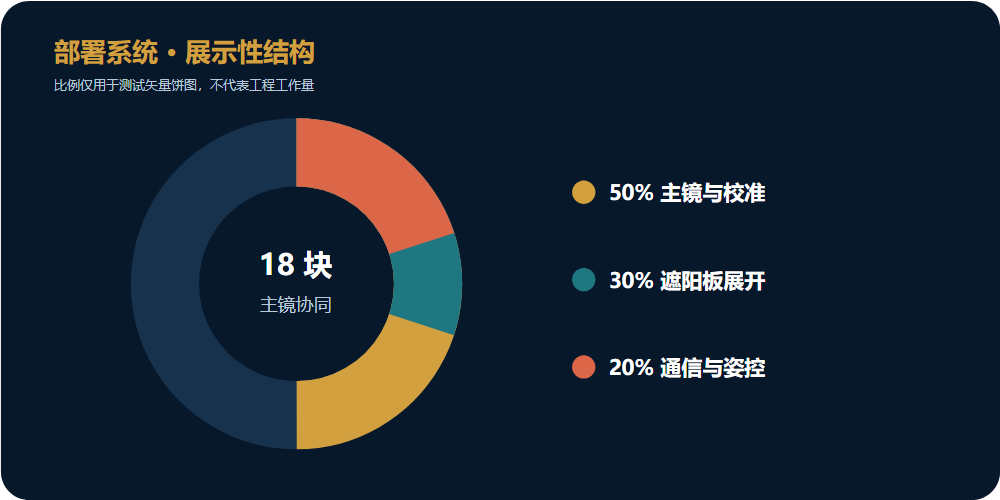 部署系统·展示性结构
比例仅用于测试矢量饼图，不代表工程工作量
18 块
主镜协同
50% 主镜与校准
30% 遮阳板展开
20% 通信与姿控